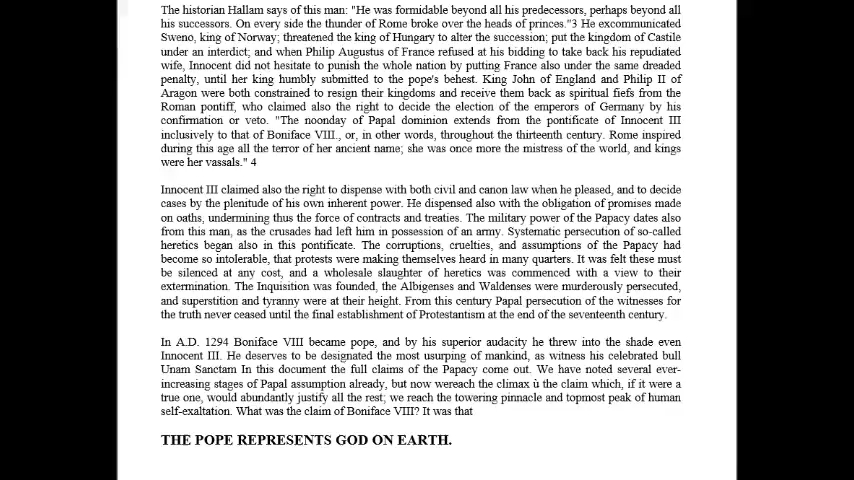 The historian Hallam says of this man: "He was formidable beyond all his predecessors, perhaps beyond all
his successors. On every side the thunder of Rome broke over the heads of princes."3 He excommunicated
Sweno, king of Norway; threatened the king of Hungary to alter the succession; put the kingdom of Castile
under an interdict; and when Philip Augustus of France refused at his bidding to take back his repudiated
wife, Innocent did not hesitate to punish the whole nation by putting France also under the same dreaded
penalty, until her king humbly submitted to the pope's behest. King John of England and Philip II of
Aragon were both constrained to resign their kingdoms and receive them back as spiritual fiefs from the
Roman pontiff, who claimed also the right to decide the election of the emperors of Germany by his
confirmation or veto. "The noonday of Papal dominion extends from the pontificate of Innocent III
inclusively to that of Boniface VIII., or, in other words, throughout the thirteenth century. Rome inspired
during this age all the terror of her ancient name; she was once more the mistress of the world, and kings
were her vassals." 4
Innocent III claimed also the right to dispense with both civil and canon law when he pleased, and to decide
cases by the plenitude of his own inherent power. He dispensed also with the obligation of promises made
on oaths, undermining thus the force of contracts and treaties. The military power of the Papacy dates also
from this man, as the crusades had left him in possession of an army. Systematic persecution of so-called
heretics began also in this pontificate. The corruptions, cruelties, and assumptions of the Papacy had
become so intolerable, that protests were making themselves heard in many quarters. It was felt these must
be silenced at any cost, and a wholesale slaughter of heretics was commenced with a view to their
extermination. The Inquisition was founded, the Albigenses and Waldenses were murderously persecuted,
and superstition and tyranny were at their height. From this century Papal persecution of the witnesses for
the truth never ceased until the final establishment of Protestantism at the end of the seventeenth century.
In A.D. 1294 Boniface VIII became pope, and by his superior audacity he threw into the shade even
Innocent III. He deserves to be designated the most usurping of mankind, as witness his celebrated bull
Unam Sanctam In this document the full claims of the Papacy come out. We have noted several ever-
increasing stages of Papal assumption already, but now wereach the climax ù the claim which, if it were a
true one, would abundantly justify all the rest; we reach the towering pinnacle and topmost peak of human
self-exaltation. What was the claim of Boniface VIII? It was that
THE POPE REPRESENTS GOD ON EARTH.